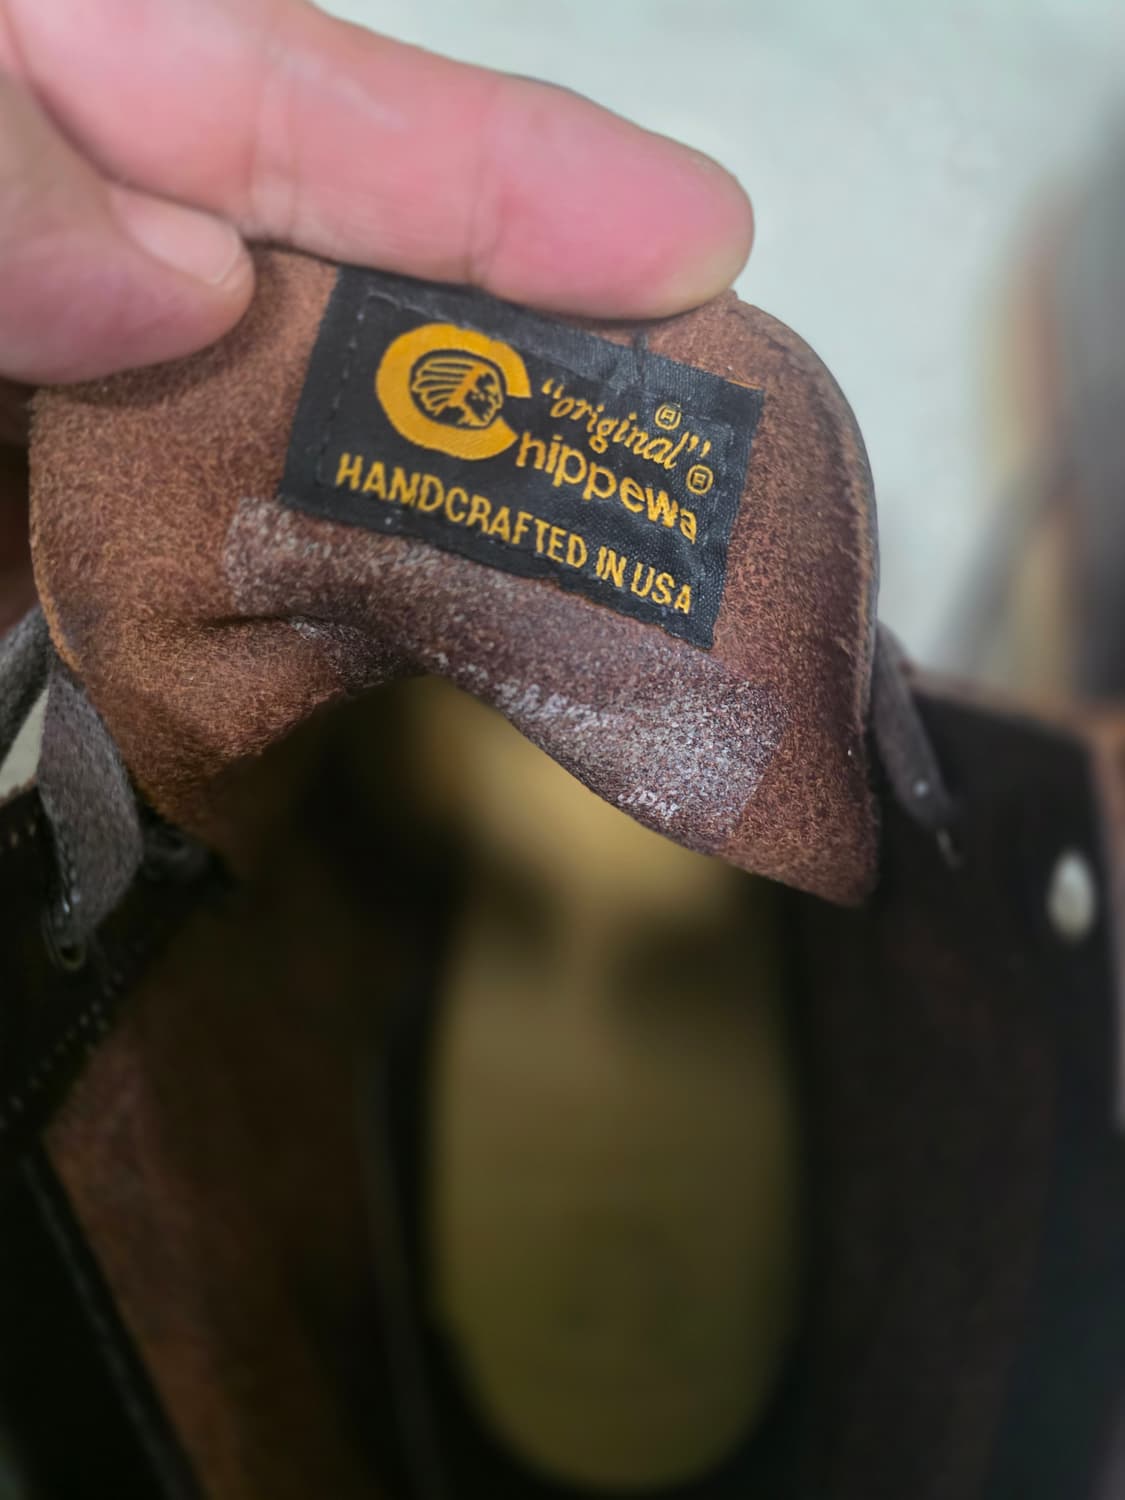 "original"®
Chippewa®
HANDCRAFTED IN USA